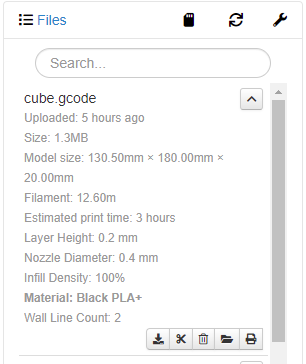 Files
Search...
cube.gcode
Uploaded: 5 hours ago
Size: 1.3MB
Model size: 130.50mm × 180.00mm ×
20.00mm
Filament: 12.60m
Estimated print time: 3 hours
Layer Height: 0.2 mm
Nozzle Diameter: 0.4 mm
Infill Density: 100%
Material: Black PLA+
Wall Line Count: 2